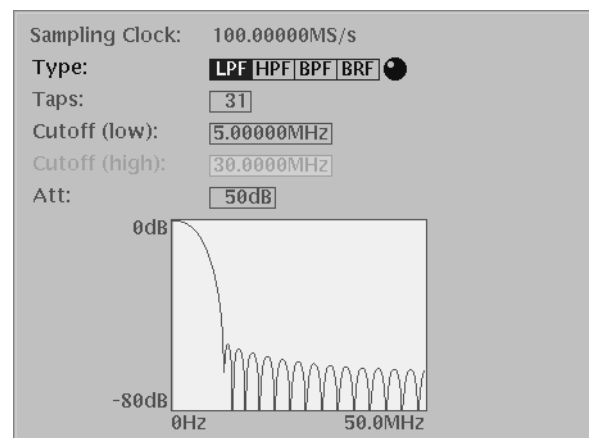 Sampling Clock: 100.00000MS/s
Type: LPF HPF BPF BRF
Taps: 31
Cutoff (low): 5.00000MHz
Cutoff (high): 30.00000MHz
Att: 50dB
0dB
-80dB
0Hz 50.0MHz